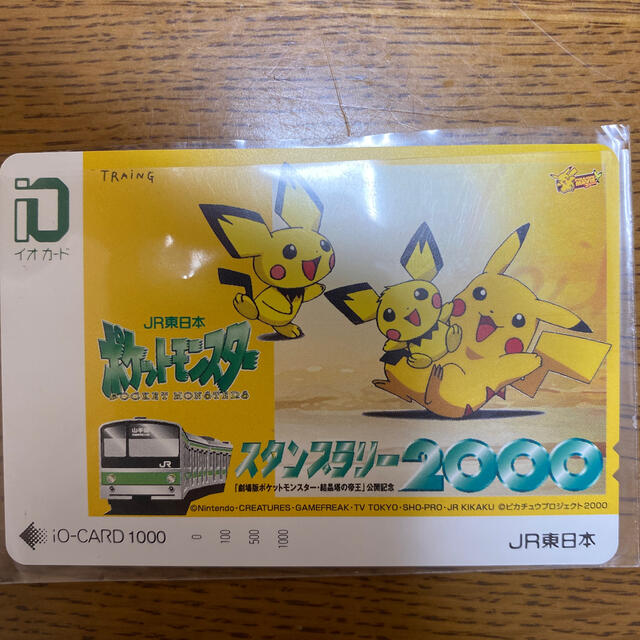 TRAiNG
iO
イオカード
JR東日本
ポケットモンスター
POCKET MONSTERS
山手線
JR
スタンプラリー2000
「劇場版ポケットモンスター・結晶塔の帝王」公開記念
©Nintendo・CREATURES・GAMEFREAK・TV TOKYO・SHO-PRO・JR KIKAKU ©ピカチュウプロジェクト2000
iO-CARD 1000
0 100 500 1000
JR東日本